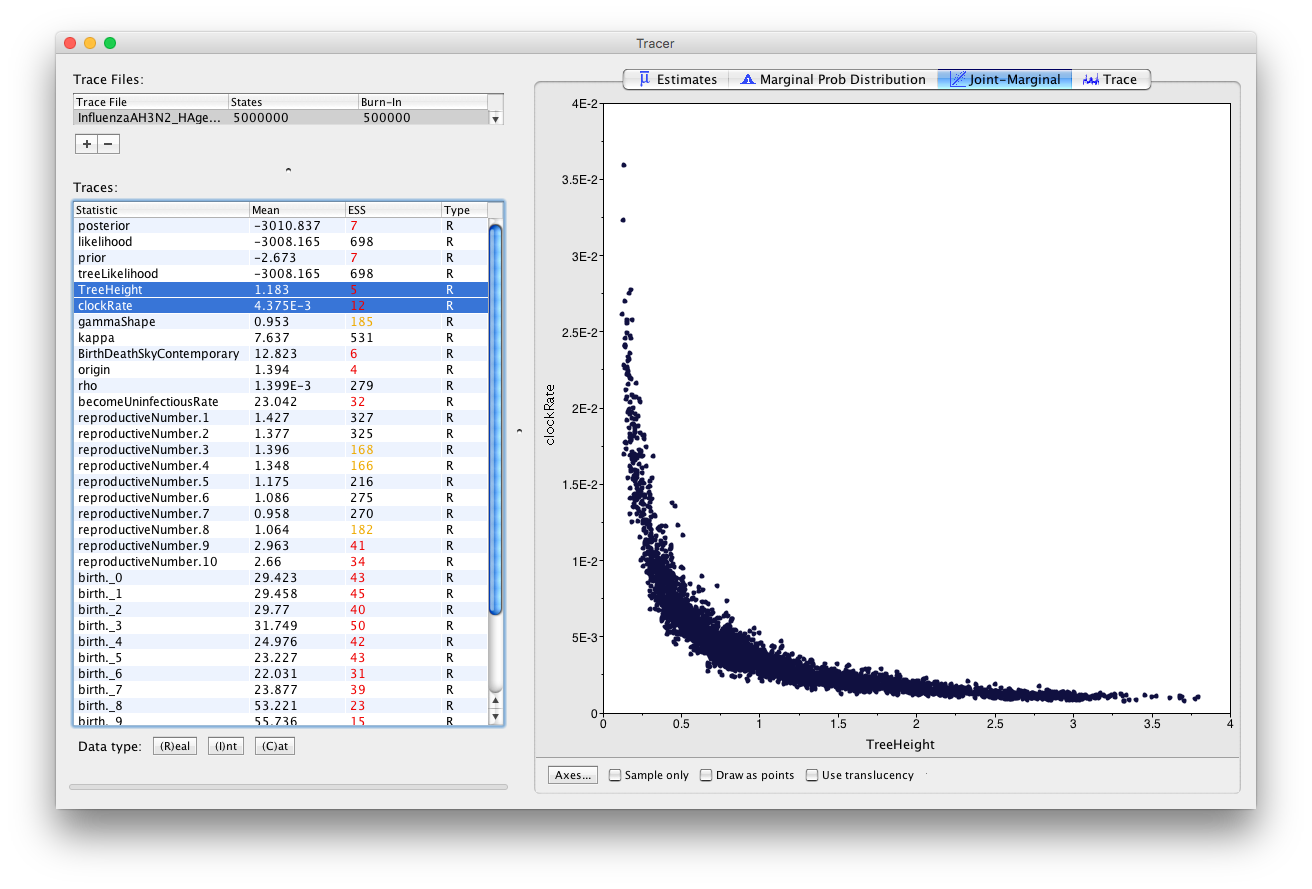 Tracer
Trace Files:
Trace File States Burn-In
InfluenzaAH3N2_HAge... 5000000 500000
+ −
Traces:
Statistic Mean ESS Type
posterior -3010.837 7 R
likelihood -3008.165 698 R
prior -2.673 7 R
treeLikelihood -3008.165 698 R
TreeHeight 1.183 5 R
clockRate 4.375E-3 12 R
gammaShape 0.953 185 R
kappa 7.637 531 R
BirthDeathSkyContemporary 12.823 6 R
origin 1.394 4 R
rho 1.399E-3 279 R
becomeUninfectiousRate 23.042 32 R
reproductiveNumber.1 1.427 327 R
reproductiveNumber.2 1.377 325 R
reproductiveNumber.3 1.396 168 R
reproductiveNumber.4 1.348 166 R
reproductiveNumber.5 1.175 216 R
reproductiveNumber.6 1.086 275 R
reproductiveNumber.7 0.958 270 R
reproductiveNumber.8 1.064 182 R
reproductiveNumber.9 2.963 41 R
reproductiveNumber.10 2.66 34 R
birth._0 29.423 43 R
birth._1 29.458 45 R
birth._2 29.77 40 R
birth._3 31.749 50 R
birth._4 24.976 42 R
birth._5 23.227 43 R
birth._6 22.031 31 R
birth._7 23.877 39 R
birth._8 53.221 23 R
birth._9 55.736 15 R
Data type: (R)eal (I)nt (C)at
μ Estimates Marginal Prob Distribution Joint-Marginal Trace
4E-2
3.5E-2
3E-2
2.5E-2
2E-2
1.5E-2
1E-2
5E-3
0
clockRate
0 0.5 1 1.5 2 2.5 3 3.5 4
TreeHeight
Axes... Sample only Draw as points Use translucency